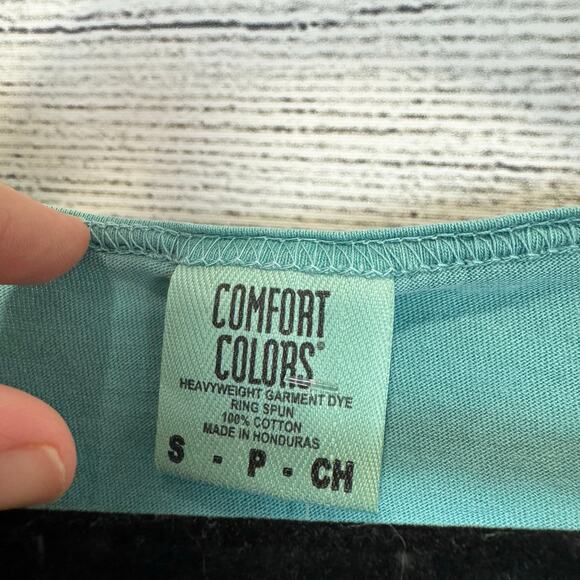 COMFORT
COLORS®
HEAVYWEIGHT GARMENT DYE
RING SPUN
100% COTTON
MADE IN HONDURAS
S - P - CH